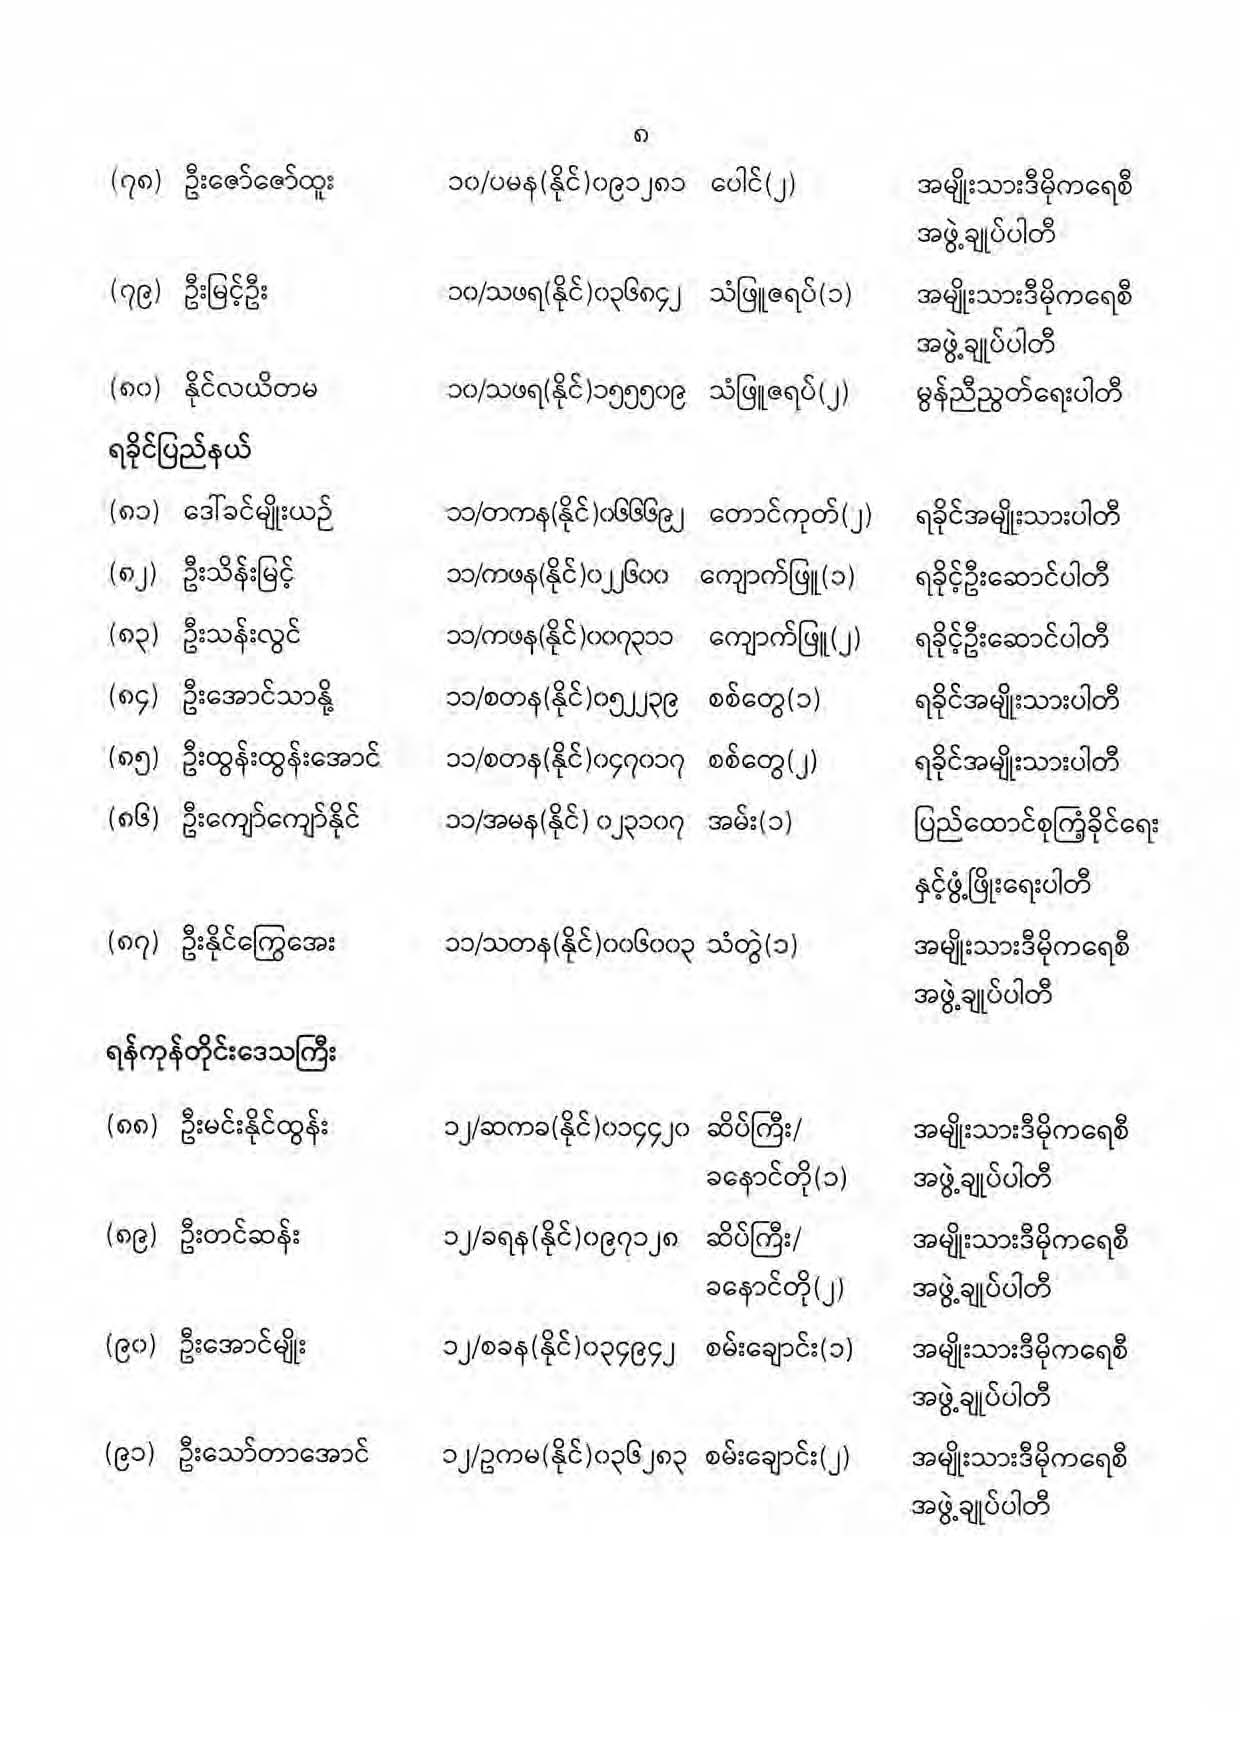 ၈
(၇၈) ဦးဇော်ဇော်ထူး ၁၀/ပမန(နိုင်)၀၉၁၂၈၁ ပေါင်(၂) အမျိုးသားဒီမိုကရေစီ
အဖွဲ့ချုပ်ပါတီ
(၇၉) ဦးမြင့်ဦး ၁၀/သဖရ(နိုင်)၀၃၆၈၄၂ သံဖြူဇရပ်(၁) အမျိုးသားဒီမိုကရေစီ
အဖွဲ့ချုပ်ပါတီ
(၈၀) နိုင်လယိတမ ၁၀/သဖရ(နိုင်)၁၅၅၅၀၉ သံဖြူဇရပ်(၂) မွန်ညီညွတ်ရေးပါတီ
ရခိုင်ပြည်နယ်
(၈၁) ဒေါ်ခင်မျိုးယဉ် ၁၁/တကန(နိုင်)၀၆၆၆၉၂ တောင်ကုတ်(၂) ရခိုင်အမျိုးသားပါတီ
(၈၂) ဦးသိန်းမြင့် ၁၁/ကဖန(နိုင်)၀၂၂၆၀၀ ကျောက်ဖြူ(၁) ရခိုင့်ဦးဆောင်ပါတီ
(၈၃) ဦးသန်းလွင် ၁၁/ကဖန(နိုင်)၀၀၇၃၁၁ ကျောက်ဖြူ(၂) ရခိုင့်ဦးဆောင်ပါတီ
(၈၄) ဦးအောင်သာနို့ ၁၁/စတန(နိုင်)၀၅၂၂၃၉ စစ်တွေ(၁) ရခိုင်အမျိုးသားပါတီ
(၈၅) ဦးထွန်းထွန်းအောင် ၁၁/စတန(နိုင်)၀၄၇၀၁၇ စစ်တွေ(၂) ရခိုင်အမျိုးသားပါတီ
(၈၆) ဦးကျော်ကျော်နိုင် ၁၁/အမန(နိုင်) ၀၂၃၁၀၇ အမ်း(၁) ပြည်ထောင်စုကြံ့ခိုင်ရေး
နှင့်ဖွံ့ဖြိုးရေးပါတီ
(၈၇) ဦးနိုင်ကြွေအေး ၁၁/သတန(နိုင်)၀၀၆၀၀၃ သံတွဲ(၁) အမျိုးသားဒီမိုကရေစီ
အဖွဲ့ချုပ်ပါတီ
ရန်ကုန်တိုင်းဒေသကြီး
(၈၈) ဦးမင်းနိုင်ထွန်း ၁၂/ဆကခ(နိုင်)၀၁၄၄၂၀ ဆိပ်ကြီး/ အမျိုးသားဒီမိုကရေစီ
ခနောင်တို(၁) အဖွဲ့ချုပ်ပါတီ
(၈၉) ဦးတင်ဆန်း ၁၂/ခရန(နိုင်)၀၉၇၁၂၈ ဆိပ်ကြီး/ အမျိုးသားဒီမိုကရေစီ
ခနောင်တို(၂) အဖွဲ့ချုပ်ပါတီ
(၉၀) ဦးအောင်မျိုး ၁၂/စခန(နိုင်)၀၃၄၉၄၂ စမ်းချောင်း(၁) အမျိုးသားဒီမိုကရေစီ
အဖွဲ့ချုပ်ပါတီ
(၉၁) ဦးသော်တာအောင် ၁၂/ဥကမ(နိုင်)၀၃၆၂၈၃ စမ်းချောင်း(၂) အမျိုးသားဒီမိုကရေစီ
အဖွဲ့ချုပ်ပါတီ